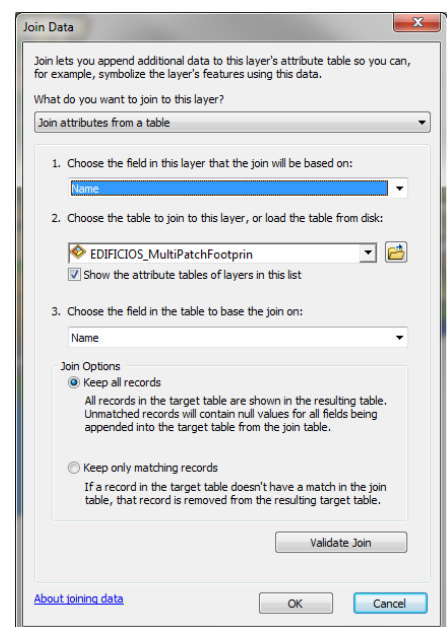 Join Data
Join lets you append additional data to this layer's attribute table so you can,
for example, symbolize the layer's features using this data.
What do you want to join to this layer?
Join attributes from a table
1. Choose the field in this layer that the join will be based on:
Name
2. Choose the table to join to this layer, or load the table from disk:
EDIFICIOS_MultiPatchFootprin
Show the attribute tables of layers in this list
3. Choose the field in the table to base the join on:
Name
Join Options
Keep all records
All records in the target table are shown in the resulting table.
Unmatched records will contain null values for all fields being
appended into the target table from the join table.
Keep only matching records
If a record in the target table doesn't have a match in the join
table, that record is removed from the resulting target table.
Validate Join
About joining data
OK
Cancel